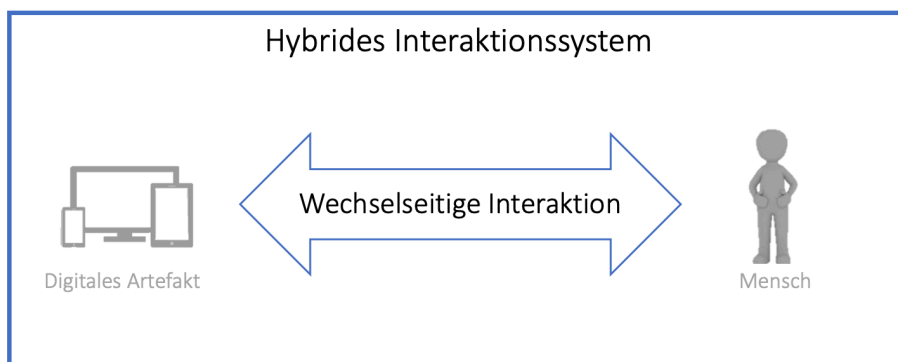 Hybrides Interaktionssystem
Wechselseitige Interaktion
Digitales Artefakt
Mensch